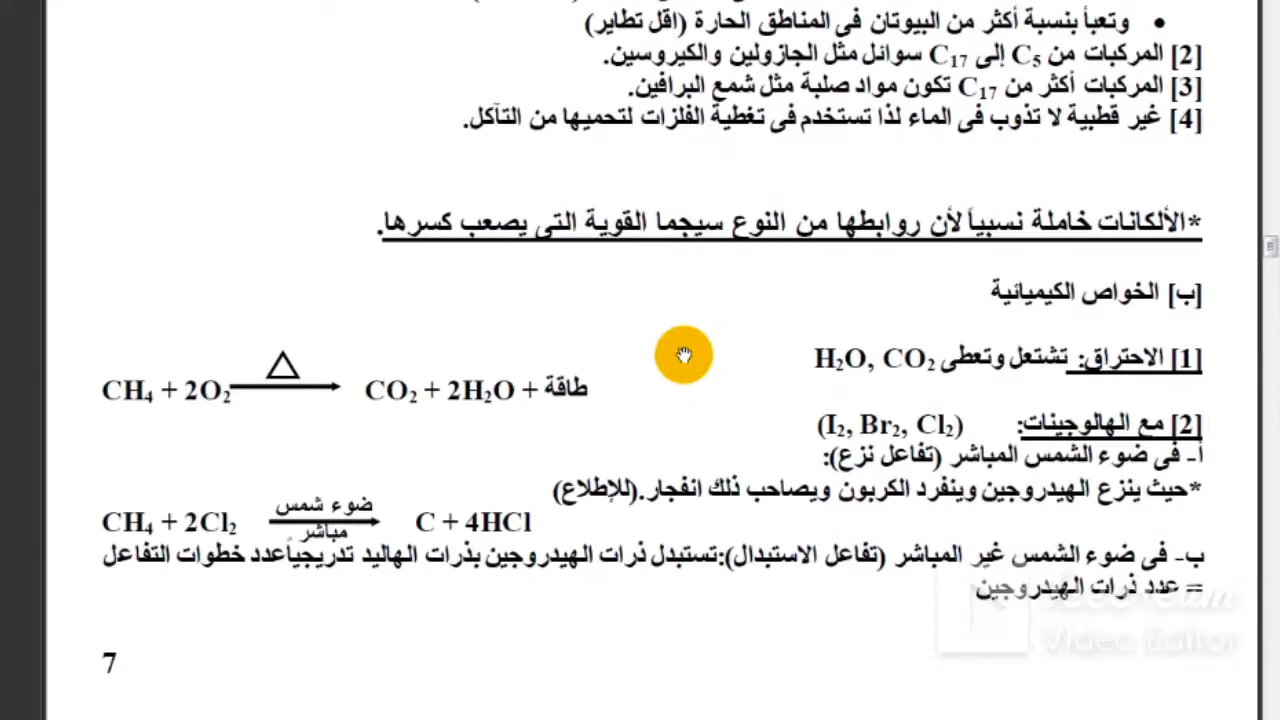 • وتعبأ بنسبة أكثر من البيوتان فى المناطق الحارة (اقل تطاير)
[2] المركبات من C5 إلى C17 سوائل مثل الجازولين والكيروسين.
[3] المركبات أكثر من C17 تكون مواد صلبة مثل شمع البرافين.
[4] غير قطبية لا تذوب فى الماء لذا تستخدم فى تغطية الفلزات لتحميها من التآكل.
*الألكانات خاملة نسبياً لأن روابطها من النوع سيجما القوية التى يصعب كسرها.
[ب] الخواص الكيميائية
[1] الاحتراق: تشتعل وتعطى H2O, CO2
CH4 + 2O2 △→ CO2 + 2H2O + طاقة
[2] مع الهالوجينات: (I2, Br2, Cl2)
أ- فى ضوء الشمس المباشر (تفاعل نزع):
*حيث ينزع الهيدروجين وينفرد الكربون ويصاحب ذلك انفجار.(للإطلاع)
CH4 + 2Cl2 ضوء شمس مباشر → C + 4HCl
ب- فى ضوء الشمس غير المباشر (تفاعل الاستبدال):تستبدل ذرات الهيدروجين بذرات الهاليد تدريجياً عدد خطوات التفاعل
= عدد ذرات الهيدروجين
Video Editor
7